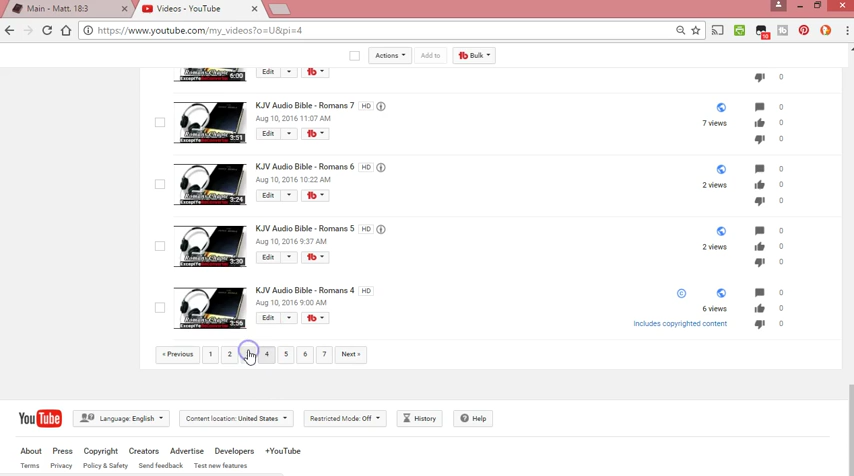 Main - Matt. 18:3
Videos - YouTube
https://www.youtube.com/my_videos?o=U&pi=4
Actions
Add to
Bulk
6:00
Edit
0
KJV Audio Bible - Romans 7 HD
0
Aug 10, 2016 11:07 AM
7 views
0
3:51
Edit
0
KJV Audio Bible - Romans 6 HD
0
Aug 10, 2016 10:22 AM
2 views
0
3:24
Edit
0
KJV Audio Bible - Romans 5 HD
0
Aug 10, 2016 9:37 AM
2 views
0
3:30
Edit
0
KJV Audio Bible - Romans 4 HD
0
Aug 10, 2016 9:00 AM
6 views
0
3:56
Edit
Includes copyrighted content
0
« Previous 1 2 4 5 6 7 Next »
YouTube
Language: English
Content location: United States
Restricted Mode: Off
History
Help
About Press Copyright Creators Advertise Developers +YouTube
Terms Privacy Policy & Safety Send feedback Test new features